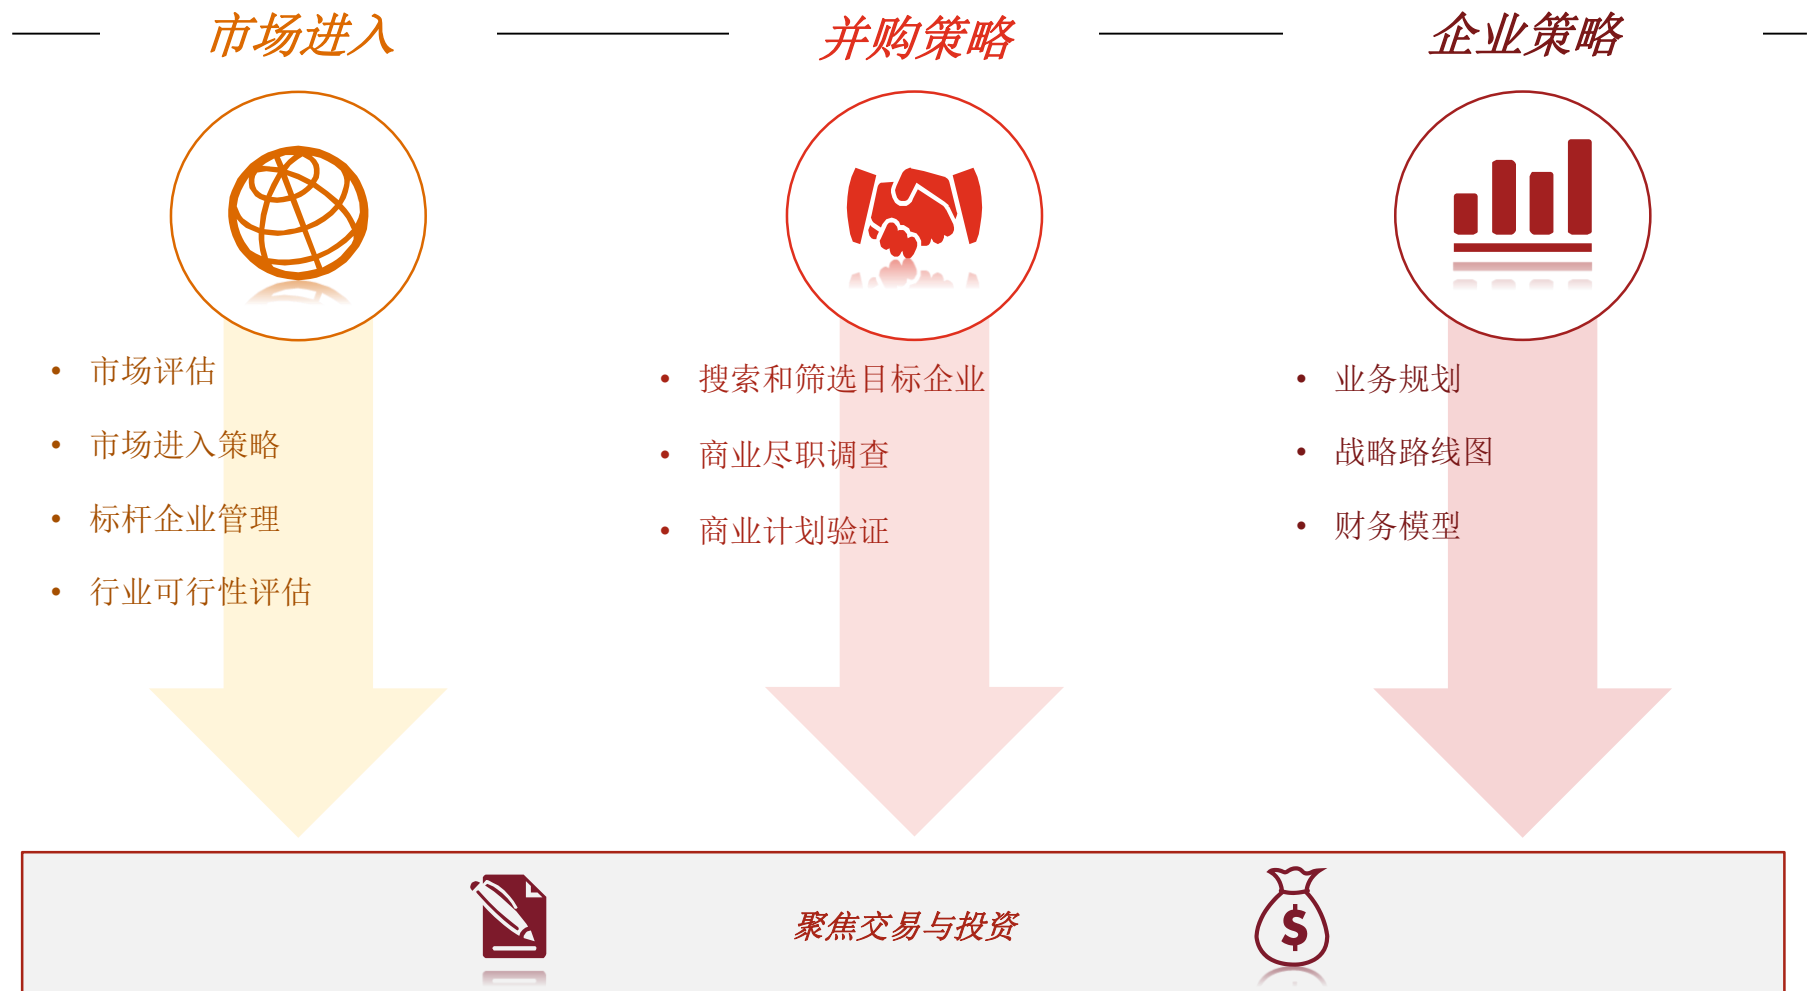 市场进入
并购策略
企业策略
• 市场评估
• 市场进入策略
• 标杆企业管理
• 行业可行性评估
• 搜索和筛选目标企业
• 商业尽职调查
• 商业计划验证
• 业务规划
• 战略路线图
• 财务模型
聚焦交易与投资
$